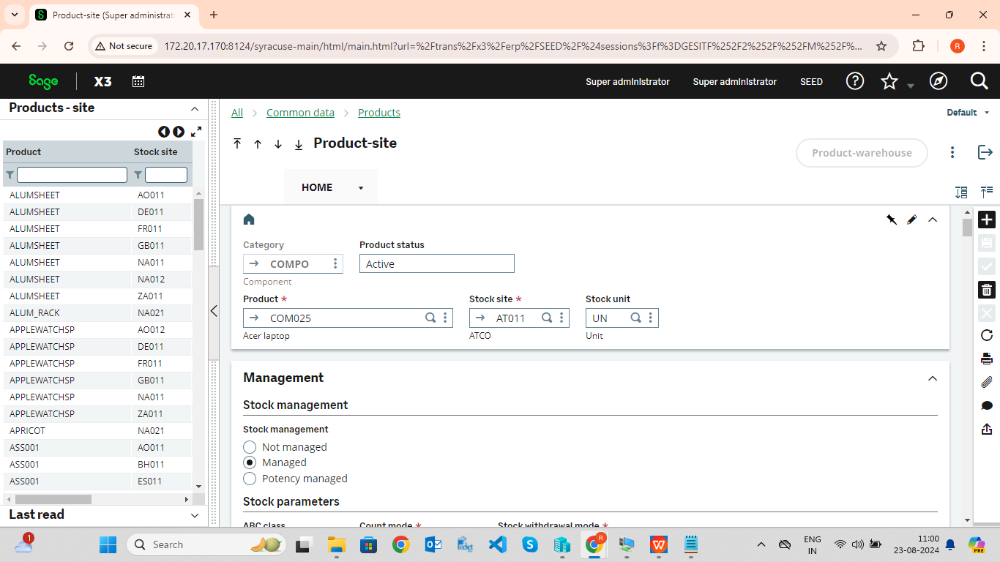 Product-site (Super administrat
Not secure
172.20.17.170:8124/syracuse-main/html/main.html?url=%2Ftrans%2Fx3%2Ferp%2FSEED%2F%24sessions%3Ff%3DGESITF%252F2%252F%252FM%252F%...
R
Sage X3
Super administrator Super administrator SEED
Products - site
Product Stock site
ALUMSHEET AO011
ALUMSHEET DE011
ALUMSHEET FR011
ALUMSHEET GB011
ALUMSHEET NA011
ALUMSHEET NA012
ALUMSHEET ZA011
ALUM_RACK NA021
APPLEWATCHSP AO012
APPLEWATCHSP DE011
APPLEWATCHSP FR011
APPLEWATCHSP GB011
APPLEWATCHSP NA011
APPLEWATCHSP ZA011
APRICOT NA021
ASS001 AO011
ASS001 BH011
ASS001 ES011
Last read
All Common data Products
Default
Product-site
Product-warehouse
HOME
Category Product status
COMPO Active
Component
Product * Stock site * Stock unit
COM025 AT011 UN
Acer laptop ATCO Unit
Management
Stock management
Stock management
Not managed
Managed
Potency managed
Stock parameters
ABC class Count mode * Stock withdrawal mode *
1
Search
R
ENG
IN
11:00
23-08-2024
PRE